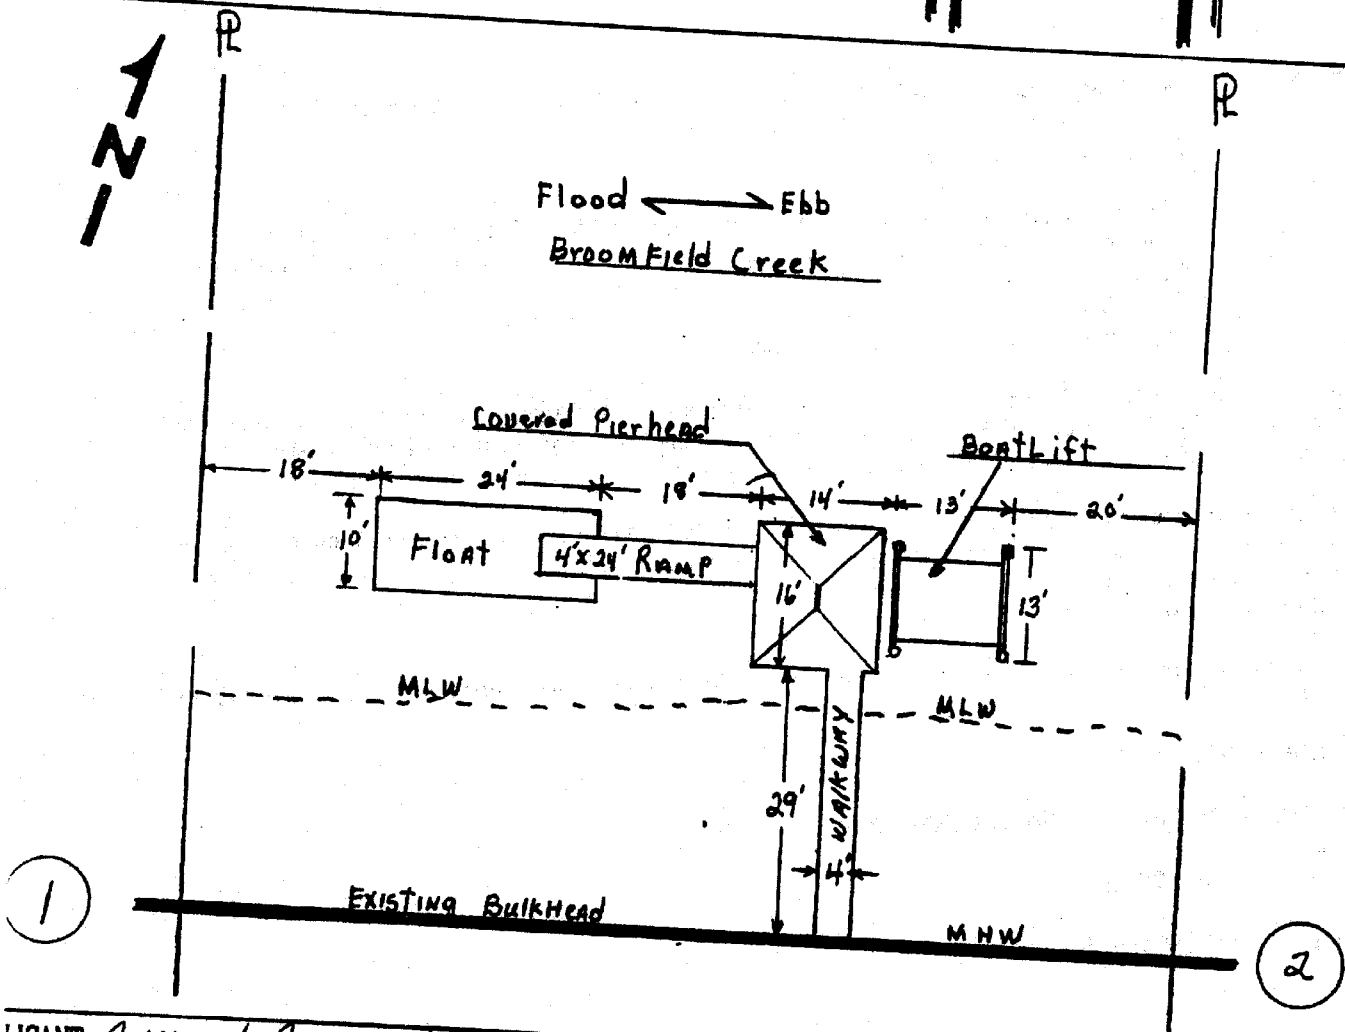 PL
PL
N
Flood Ebb
BroomField Creek
Covered Pierhead
BoatLift
18' 24' 18' 14' 13' 20'
10' Float 4'x24' Ramp 16' 13'
MLW MLW
29' WALKWAY
4'
1 Existing BulkHead MHW 2